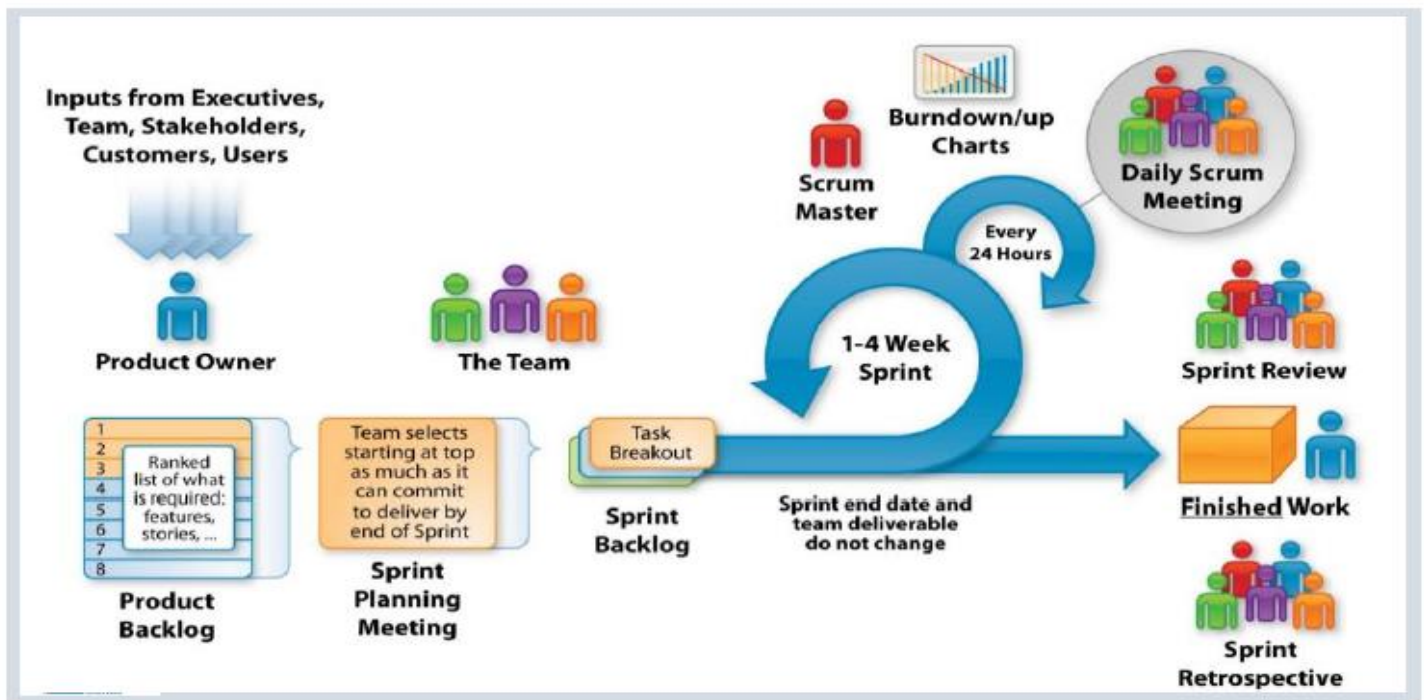 Inputs from Executives,
Team, Stakeholders,
Customers, Users
Product Owner
The Team
Scrum
Master
Burndown/up
Charts
Daily Scrum
Meeting
Every
24 Hours
1-4 Week
Sprint
Sprint Review
1
2
3
4
5
6
7
8
Ranked
list of what
is required:
features,
stories, ...
Product
Backlog
Team selects
starting at top
as much as it
can commit
to deliver by
end of Sprint
Sprint
Planning
Meeting
Task
Breakout
Sprint
Backlog
Sprint end date and
team deliverable
do not change
Finished Work
Sprint
Retrospective